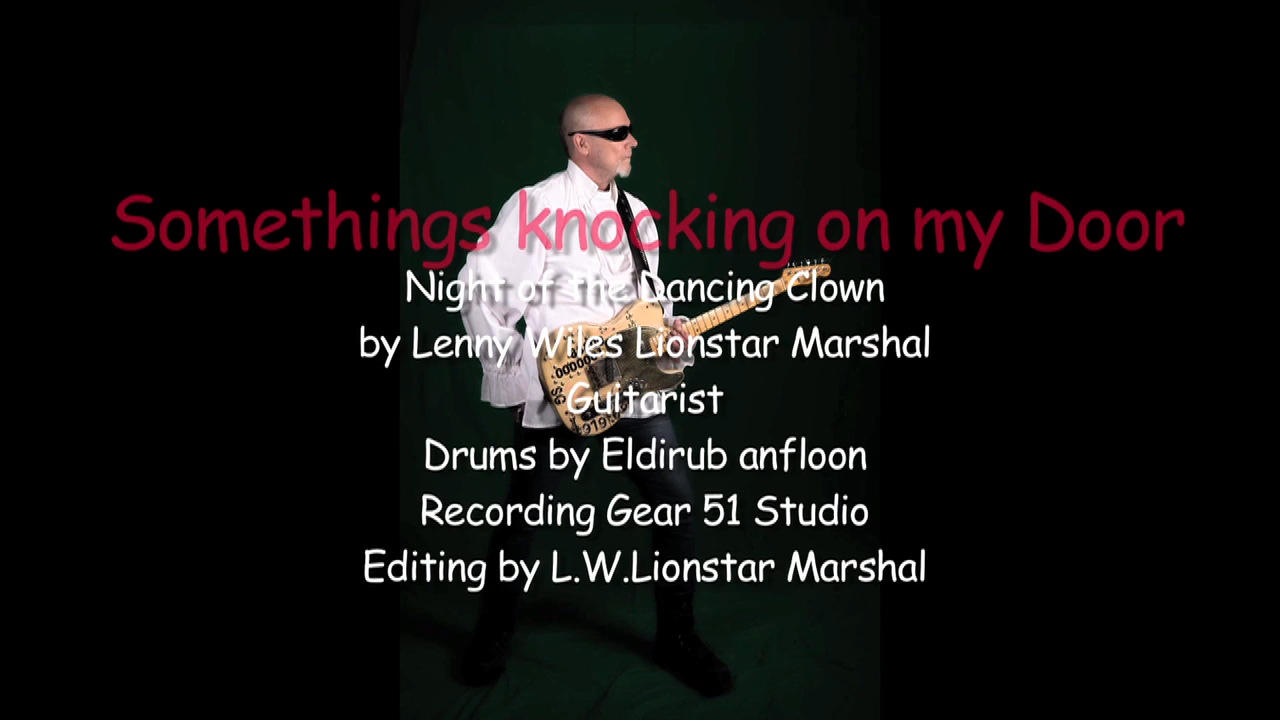 Somethings knocking on my Door
Night of the Dancing Clown
by Lenny Wiles Lionstar Marshal
Guitarist
Drums by Eldirub anfloon
Recording Gear 51 Studio
Editing by L.W.Lionstar Marshal